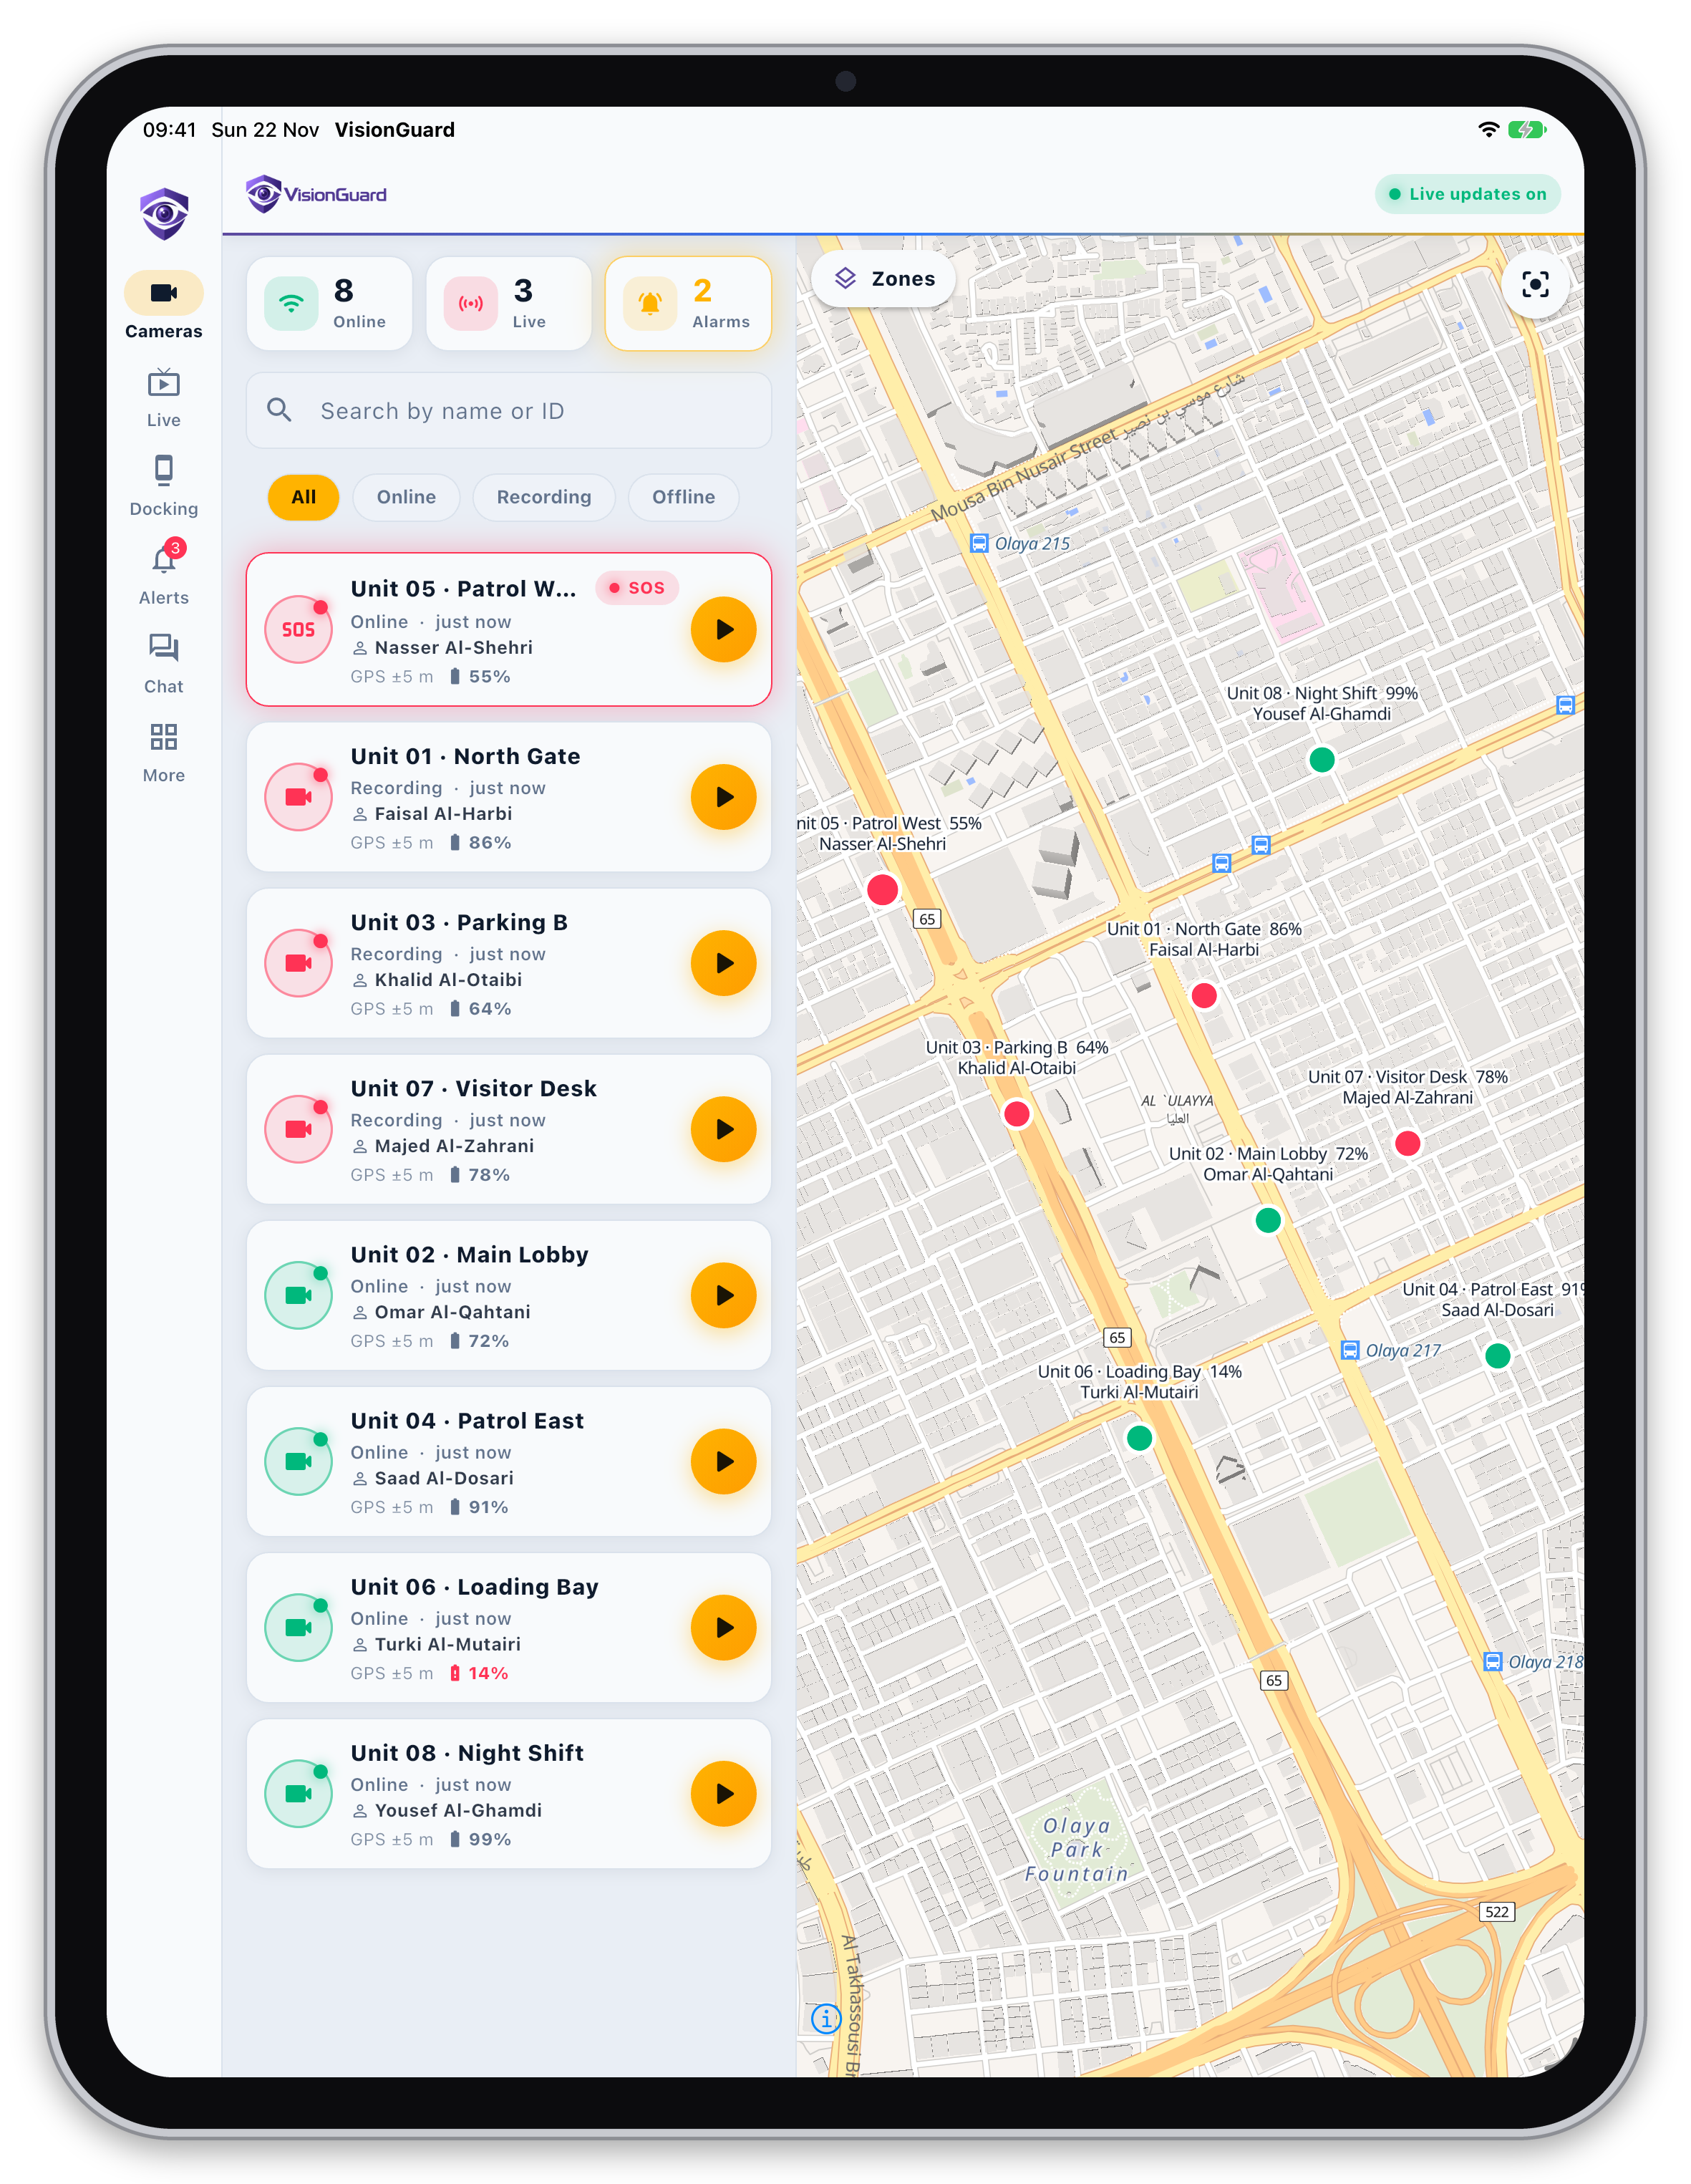 09:41 Sun 22 Nov VisionGuard
VisionGuard
Live updates on
Cameras
Live
Docking
3
Alerts
Chat
More
8
Online
3
Live
2
Alarms
Search by name or ID
All
Online
Recording
Offline
SOS
Unit 05 · Patrol W...
SOS
Online · just now
Nasser Al-Shehri
GPS ±5 m 55%
Unit 01 · North Gate
Recording · just now
Faisal Al-Harbi
GPS ±5 m 86%
Unit 03 · Parking B
Recording · just now
Khalid Al-Otaibi
GPS ±5 m 64%
Unit 07 · Visitor Desk
Recording · just now
Majed Al-Zahrani
GPS ±5 m 78%
Unit 02 · Main Lobby
Online · just now
Omar Al-Qahtani
GPS ±5 m 72%
Unit 04 · Patrol East
Online · just now
Saad Al-Dosari
GPS ±5 m 91%
Unit 06 · Loading Bay
Online · just now
Turki Al-Mutairi
GPS ±5 m 14%
Unit 08 · Night Shift
Online · just now
Yousef Al-Ghamdi
GPS ±5 m 99%
Zones
Mousa Bin Nusair Street شارع موسي بن نصير
Olaya 215
Unit 08 · Night Shift 99%
Yousef Al-Ghamdi
nit 05 · Patrol West 55%
Nasser Al-Shehri
65
Unit 01 · North Gate 86%
Faisal Al-Harbi
Unit 03 · Parking B 64%
Khalid Al-Otaibi
Unit 07 · Visitor Desk 78%
Majed Al-Zahrani
AL `ULAYYA
العليا
Unit 02 · Main Lobby 72%
Omar Al-Qahtani
Unit 04 · Patrol East 91%
Saad Al-Dosari
65
Olaya 217
Unit 06 · Loading Bay 14%
Turki Al-Mutairi
Olaya 218
65
Olaya
Park
Fountain
522
Al Takhassousi